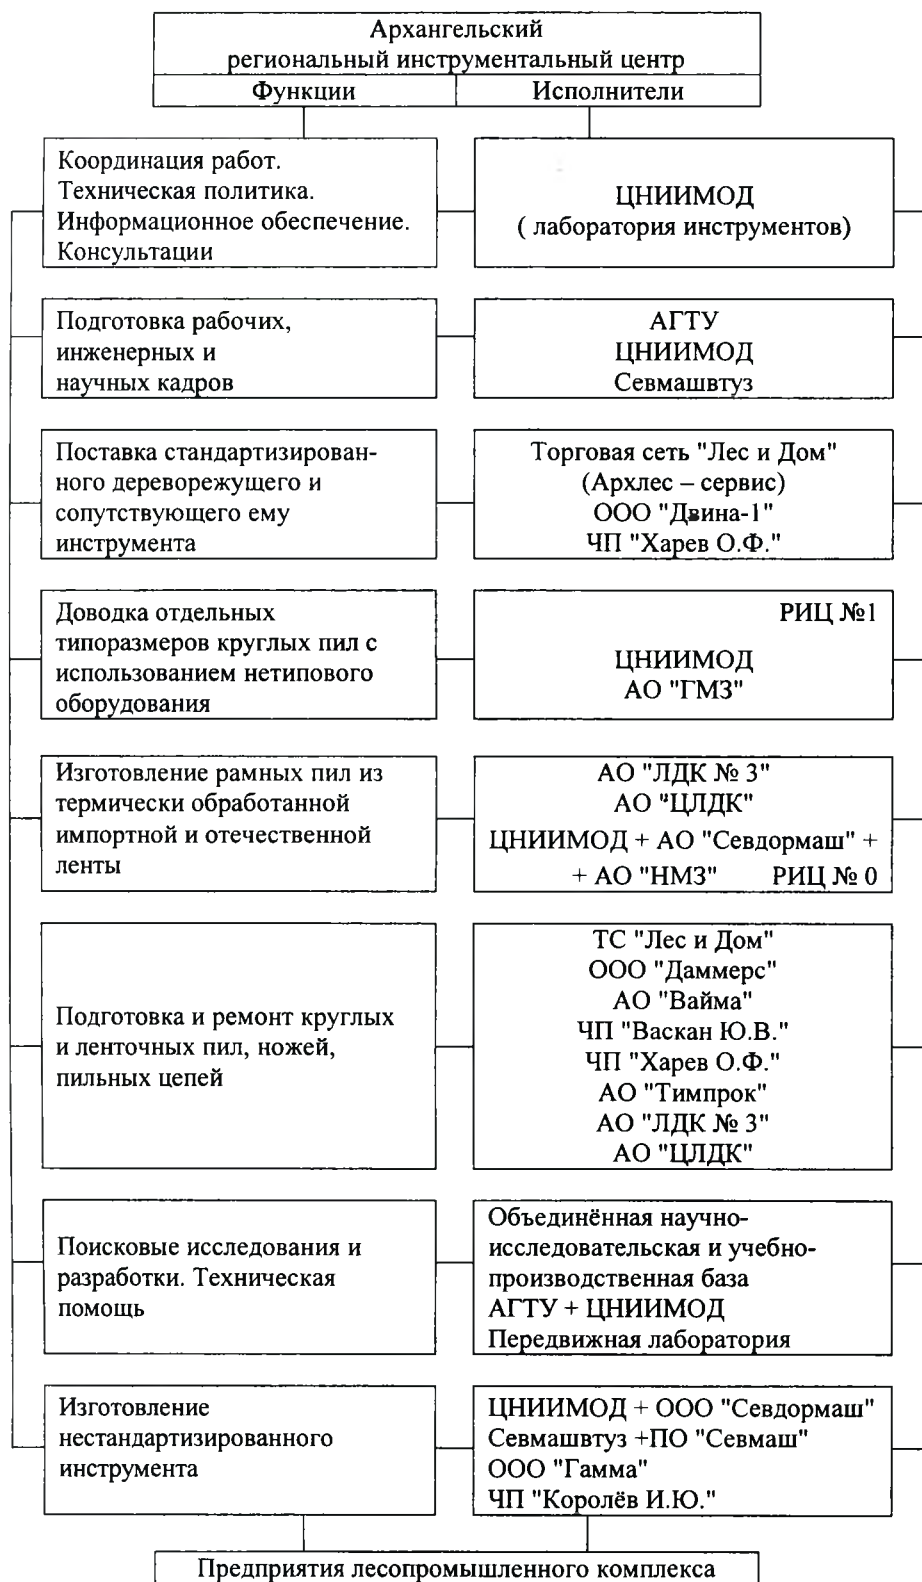 Архангельский
региональный инструментальный центр
Функции
Исполнители
Координация работ.
Техническая политика.
Информационное обеспечение.
Консультации
ЦНИИМОД
( лаборатория инструментов)
Подготовка рабочих,
инженерных и
научных кадров
АГТУ
ЦНИИМОД
Севмашвтуз
Поставка стандартизирован-
ного дереворежущего и
сопутствующего ему
инструмента
Торговая сеть "Лес и Дом"
(Архлес – сервис)
ООО "Двина-1"
ЧП "Харев О.Ф."
Доводка отдельных
типоразмеров круглых пил с
использованием нетипового
оборудования
РИЦ №1
ЦНИИМОД
АО "ГМЗ"
Изготовление рамных пил из
термически обработанной
импортной и отечественной
ленты
АО "ЛДК № 3"
АО "ЦЛДК"
ЦНИИМОД + АО "Севдормаш" +
+ АО "НМЗ" РИЦ № 0
Подготовка и ремонт круглых
и ленточных пил, ножей,
пильных цепей
ТС "Лес и Дом"
ООО "Даммерс"
АО "Вайма"
ЧП "Васкан Ю.В."
ЧП "Харев О.Ф."
АО "Тимпрок"
АО "ЛДК № 3"
АО "ЦЛДК"
Поисковые исследования и
разработки. Техническая
помощь
Объединённая научно-
исследовательская и учебно-
производственная база
АГТУ + ЦНИИМОД
Передвижная лаборатория
Изготовление
нестандартизированного
инструмента
ЦНИИМОД + ООО "Севдормаш"
Севмашвтуз +ПО "Севмаш"
ООО "Гамма"
ЧП "Королёв И.Ю."
Предприятия лесопромышленного комплекса